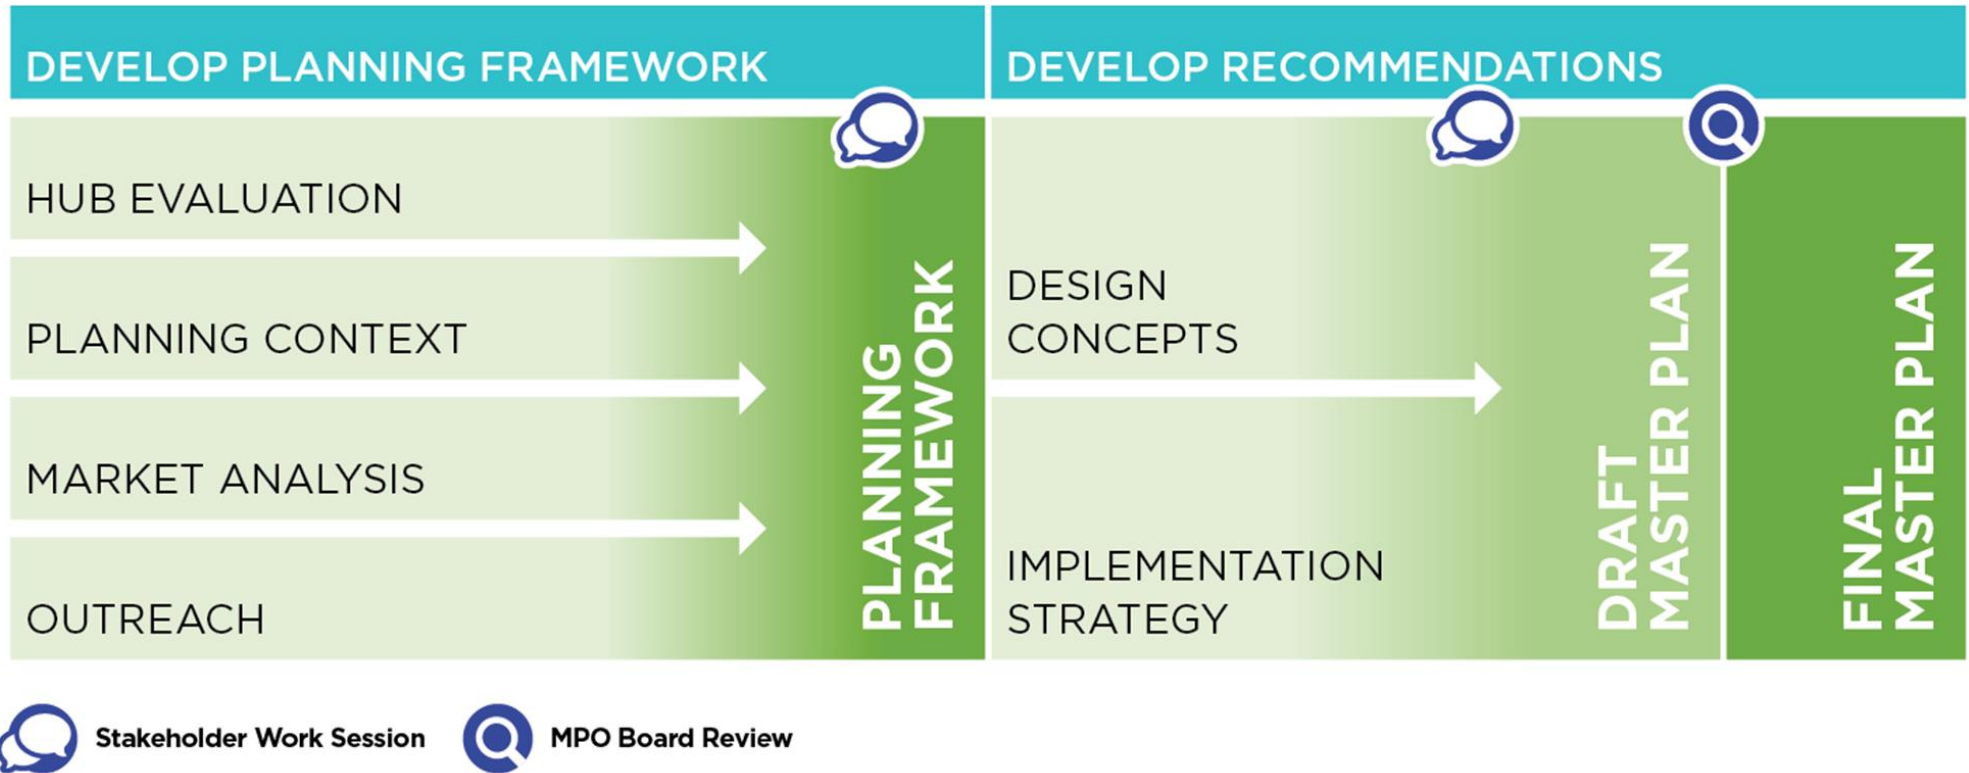 DEVELOP PLANNING FRAMEWORK
HUB EVALUATION
PLANNING CONTEXT
MARKET ANALYSIS
OUTREACH
PLANNING
FRAMEWORK
DEVELOP RECOMMENDATIONS
DESIGN
CONCEPTS
IMPLEMENTATION
STRATEGY
DRAFT
MASTER PLAN
FINAL
MASTER PLAN
Stakeholder Work Session
MPO Board Review